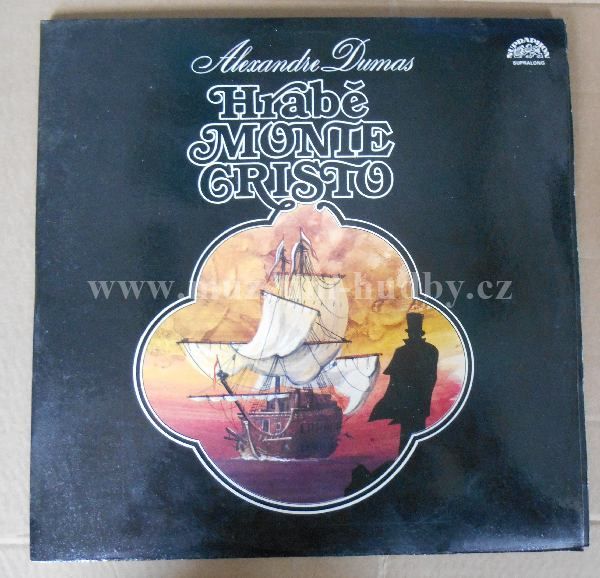 Alexandre Dumas
Hrabě
MONTE
CRISTO
SUPRAPHON
SUPRALONG